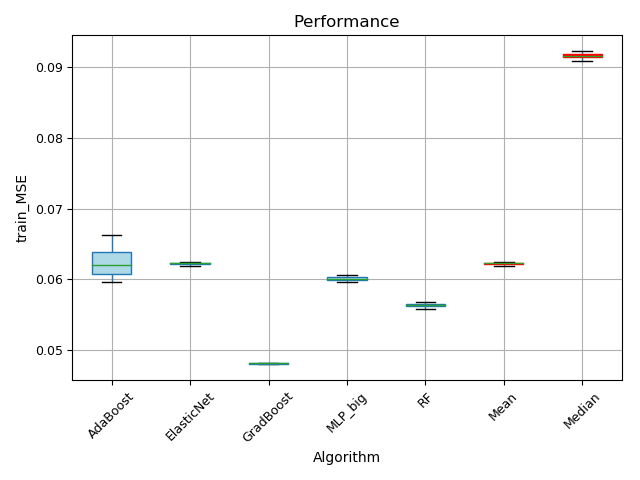 Performance
train_MSE
0.09
0.08
0.07
0.06
0.05
AdaBoost
ElasticNet
GradBoost
MLP_big
RF
Mean
Median
Algorithm